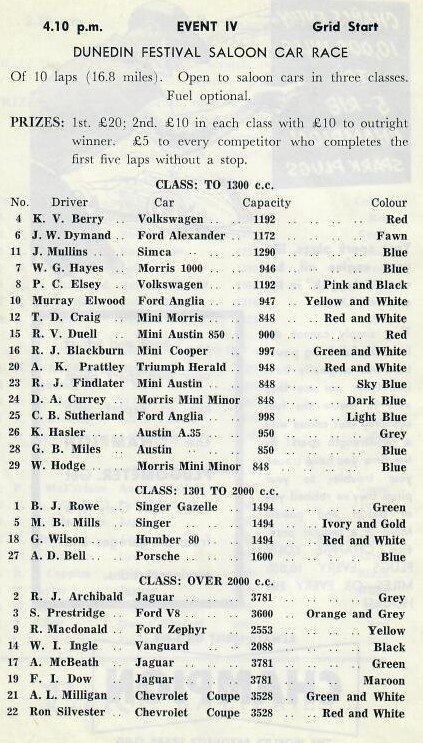 4.10 p.m. EVENT IV Grid Start
DUNEDIN FESTIVAL SALOON CAR RACE
Of 10 laps (16.8 miles). Open to saloon cars in three classes.
Fuel optional.
PRIZES: 1st. £20; 2nd. £10 in each class with £10 to outright
winner. £5 to every competitor who completes the
first five laps without a stop.
CLASS: TO 1300 c.c.
No. Driver Car Capacity Colour
4 K. V. Berry .. Volkswagen .. 1192 .. .. .. Red
6 J. W. Dymand .. Ford Alexander .. 1172 .. .. .. Fawn
11 J. Mullins .. Simca .. .. 1290 .. .. .. Blue
7 W. G. Hayes .. Morris 1000 .. 946 .. .. .. Blue
8 P. C. Elsey .. Volkswagen .. 1192 .. Pink and Black
10 Murray Elwood Ford Anglia .. 947 .. Yellow and White
12 T. D. Craig .. Mini Morris .. 848 .. .. Red and White
15 R. V. Duell .. Mini Austin 850 .. 900 .. .. .. Red
16 R. J. Blackburn Mini Cooper .. 997 .. Green and White
20 A. K. Prattley Triumph Herald .. 948 .. .. Red and White
23 R. J. Findlater Mini Austin .. 848 .. .. .. Sky Blue
24 D. A. Currey .. Morris Mini Minor 848 .. .. Dark Blue
25 C. B. Sutherland Ford Anglia .. 998 .. .. Light Blue
26 K. Hasler .. Austin A.35 .. 950 .. .. .. Grey
28 G. B. Miles .. Austin .. 850 .. .. .. Blue
29 W. Hodge .. Morris Mini Minor 848 .. .. .. Blue
CLASS: 1301 TO 2000 c.c.
1 B. J. Rowe .. Singer Gazelle .. 1494 .. .. .. Green
5 M. B. Mills .. Singer .. 1494 .. .. Ivory and Gold
18 G. Wilson .. Humber 80 .. 1494 .. .. Red and White
27 A. D. Bell .. Porsche .. 1600 .. .. .. Blue
CLASS: OVER 2000 c.c.
2 R. J. Archibald Jaguar .. .. 3781 .. .. .. Grey
3 S. Prestridge .. Ford V8 .. 3600 .. Orange and Grey
9 R. Macdonald .. Ford Zephyr 2553 .. .. .. Yellow
14 W. I. Ingle .. Vanguard .. 2088 .. .. .. Black
17 A. McBeath .. Jaguar .. .. 3781 .. .. .. Green
19 F. I. Dow .. Jaguar .. .. 3781 .. .. .. Maroon
21 A. L. Milligan .. Chevrolet Coupe 3528 .. Green and White
22 Ron Silvester .. Chevrolet Coupe 3528 .. .. Red and White